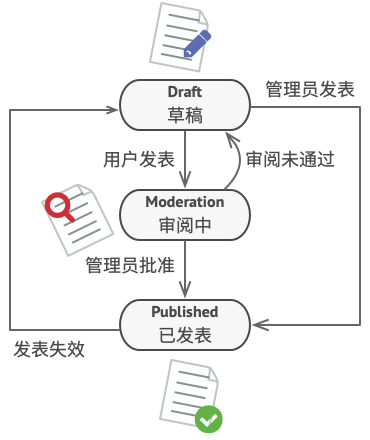 Draft
草稿
管理员发表
用户发表
审阅未通过
Moderation
审阅中
管理员批准
Published
已发表
发表失效